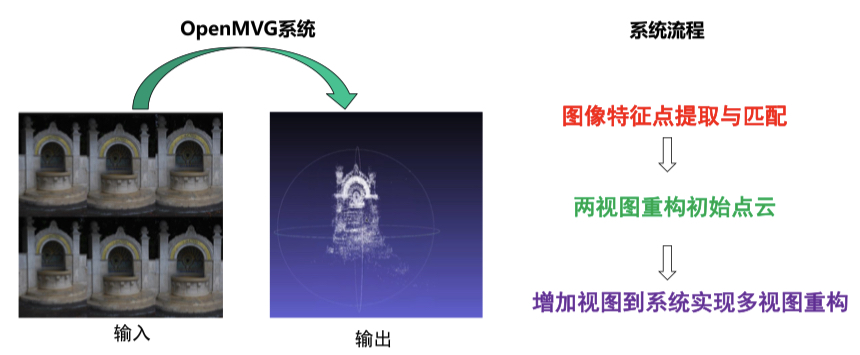 OpenMVG系统
系统流程
图像特征点提取与匹配
两视图重构初始点云
增加视图到系统实现多视图重构
输入
输出